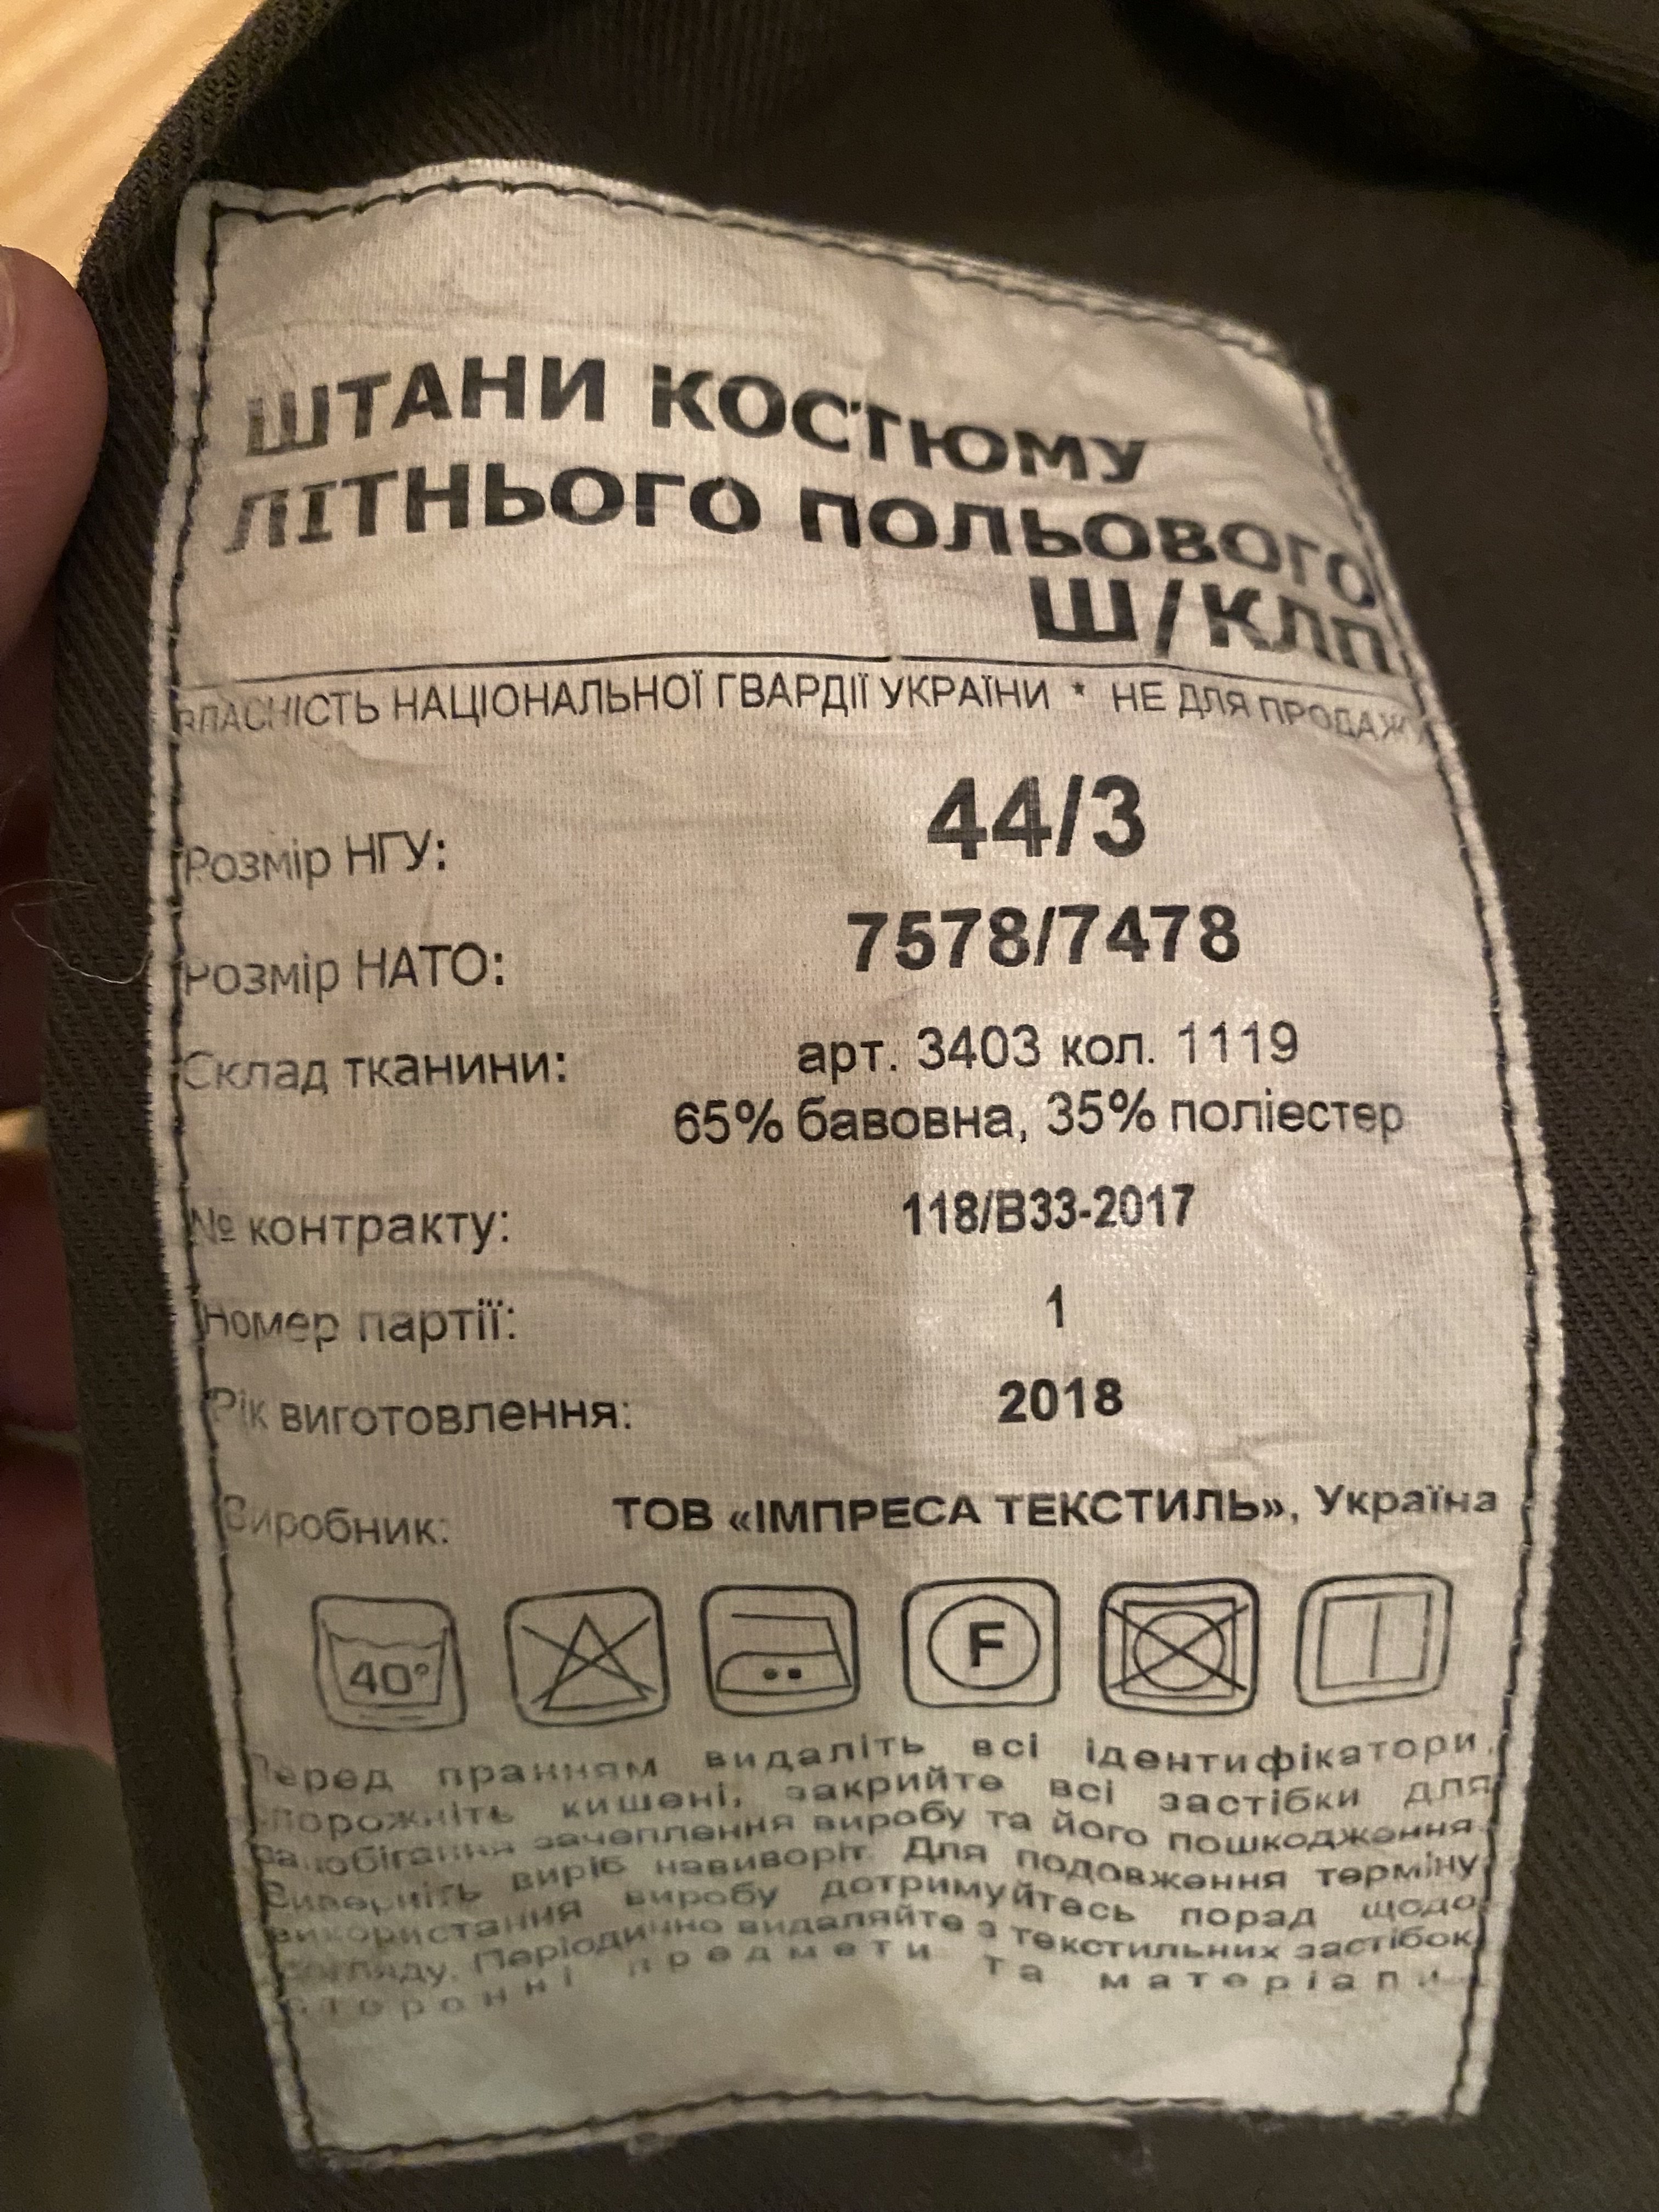 ШТАНИ КОСТЮМУ
ЛІТНЬОГО ПОЛЬОВОГО
Ш/КЛП
ВЛАСНІСТЬ НАЦІОНАЛЬНОЇ ГВАРДІЇ УКРАЇНИ * НЕ ДЛЯ ПРОДАЖУ
Розмір НГУ: 44/3
Розмір НАТО: 7578/7478
Склад тканини: арт. 3403 кол. 1119
65% бавовна, 35% поліестер
№ контракту: 118/В33-2017
Номер партії: 1
Рік виготовлення: 2018
Виробник: ТОВ «ІМПРЕСА ТЕКСТИЛЬ», Україна
40° F
Перед пранням видаліть всі ідентифікатори,
спорожніть кишені, закрийте всі застібки для
запобігання зачеплення виробу та його пошкодження.
Виверніть виріб навиворіт. Для подовження терміну
використання виробу дотримуйтесь порад щодо
догляду. Періодично видаляйте з текстильних застібок
сторонні предмети та матеріали.